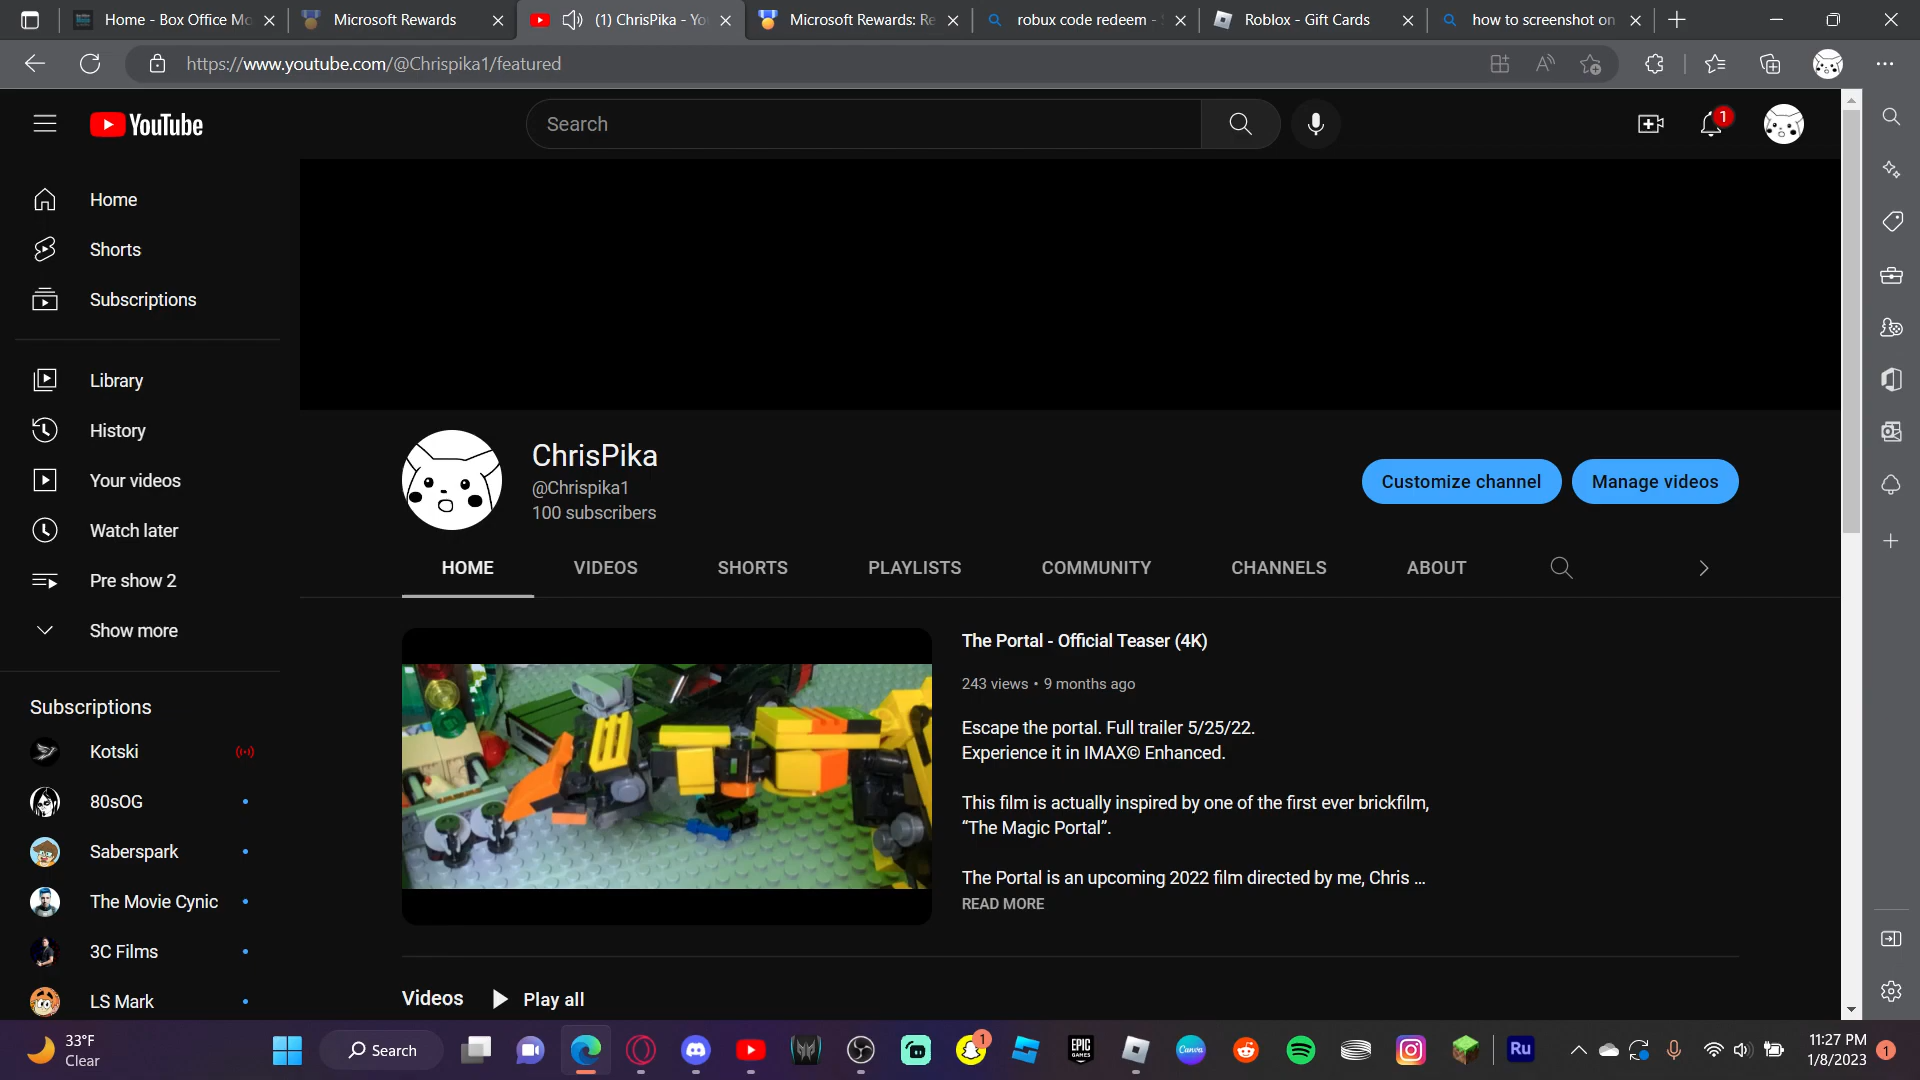 Home - Box Office Mo
Microsoft Rewards
(1) ChrisPika - Yo
Microsoft Rewards: Re
robux code redeem -
Roblox - Gift Cards
how to screenshot on
https://www.youtube.com/@Chrispika1/featured
YouTube
Search
1
Home
Shorts
Subscriptions
Library
History
Your videos
Watch later
Pre show 2
Show more
Subscriptions
Kotski
80sOG
Saberspark
The Movie Cynic
3C Films
LS Mark
ChrisPika
@Chrispika1
100 subscribers
Customize channel
Manage videos
HOME
VIDEOS
SHORTS
PLAYLISTS
COMMUNITY
CHANNELS
ABOUT
The Portal - Official Teaser (4K)
243 views • 9 months ago
Escape the portal. Full trailer 5/25/22.
Experience it in IMAX© Enhanced.
This film is actually inspired by one of the first ever brickfilm,
“The Magic Portal”.
The Portal is an upcoming 2022 film directed by me, Chris ...
READ MORE
Videos
Play all
33°F
Clear
Search
1
EPIC
GAMES
Canva
Ru
11:27 PM
1/8/2023
1